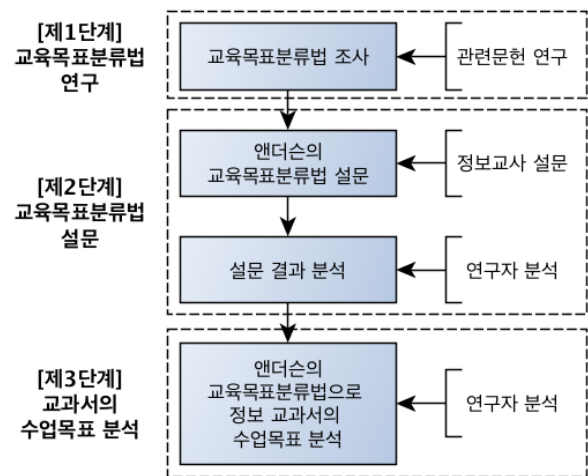 [제1단계]
교육목표분류법
연구
교육목표분류법 조사
관련문헌 연구
[제2단계]
교육목표분류법
설문
앤더슨의
교육목표분류법 설문
정보교사 설문
설문 결과 분석
연구자 분석
[제3단계]
교과서의
수업목표 분석
앤더슨의
교육목표분류법으로
정보 교과서의
수업목표 분석
연구자 분석